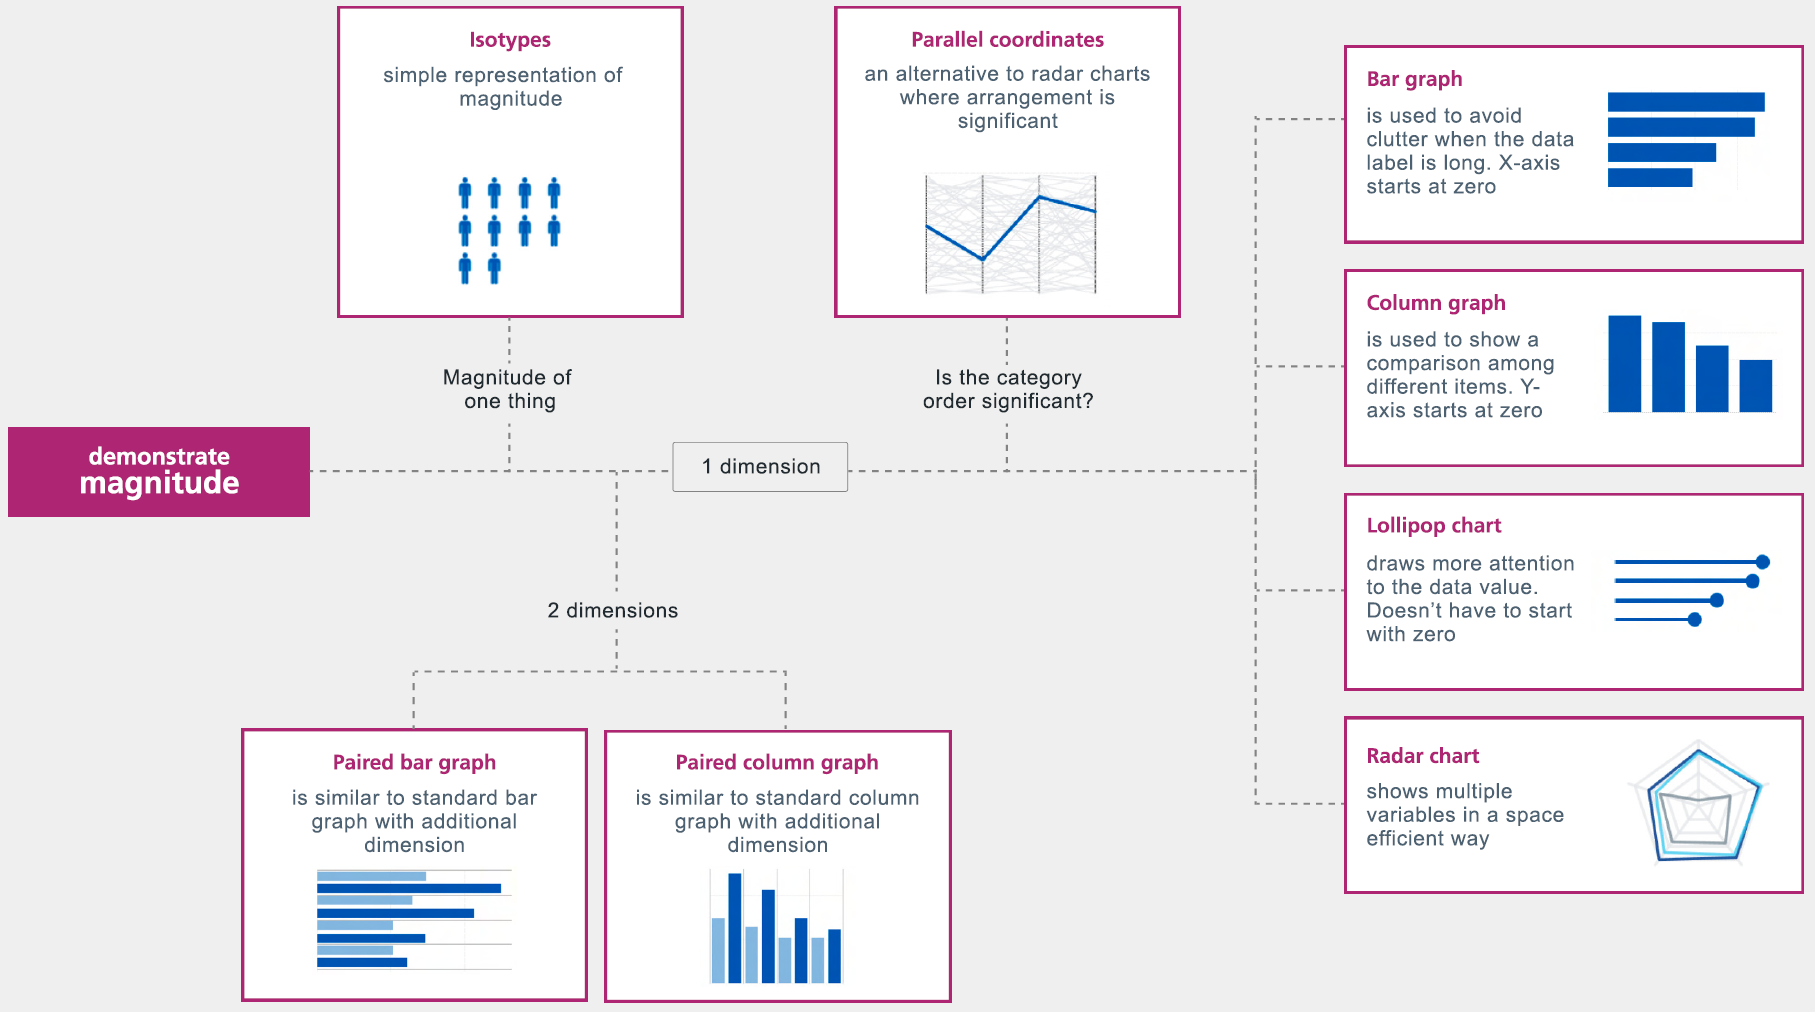 Isotypes
simple representation of
magnitude
Parallel coordinates
an alternative to radar charts
where arrangement is
significant
Bar graph
is used to avoid
clutter when the data
label is long. X-axis
starts at zero
Column graph
is used to show a
comparison among
different items. Y-
axis starts at zero
Magnitude of
one thing
Is the category
order significant?
demonstrate
magnitude
1 dimension
Lollipop chart
draws more attention
to the data value.
Doesn't have to start
with zero
2 dimensions
Paired bar graph
is similar to standard bar
graph with additional
dimension
Paired column graph
is similar to standard column
graph with additional
dimension
Radar chart
shows multiple
variables in a space
efficient way